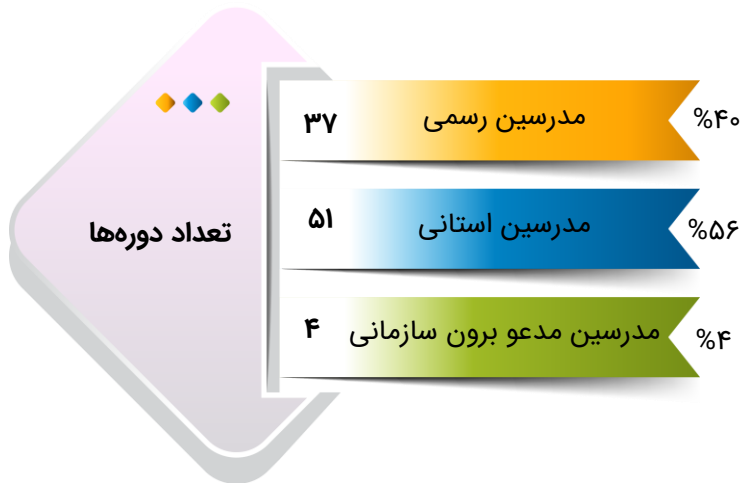 تعداد دوره‌ها
%۴۰ مدرسین رسمی ۳۷
%۵۶ مدرسین استانی ۵۱
%۴ مدرسین مدعو برون سازمانی ۴